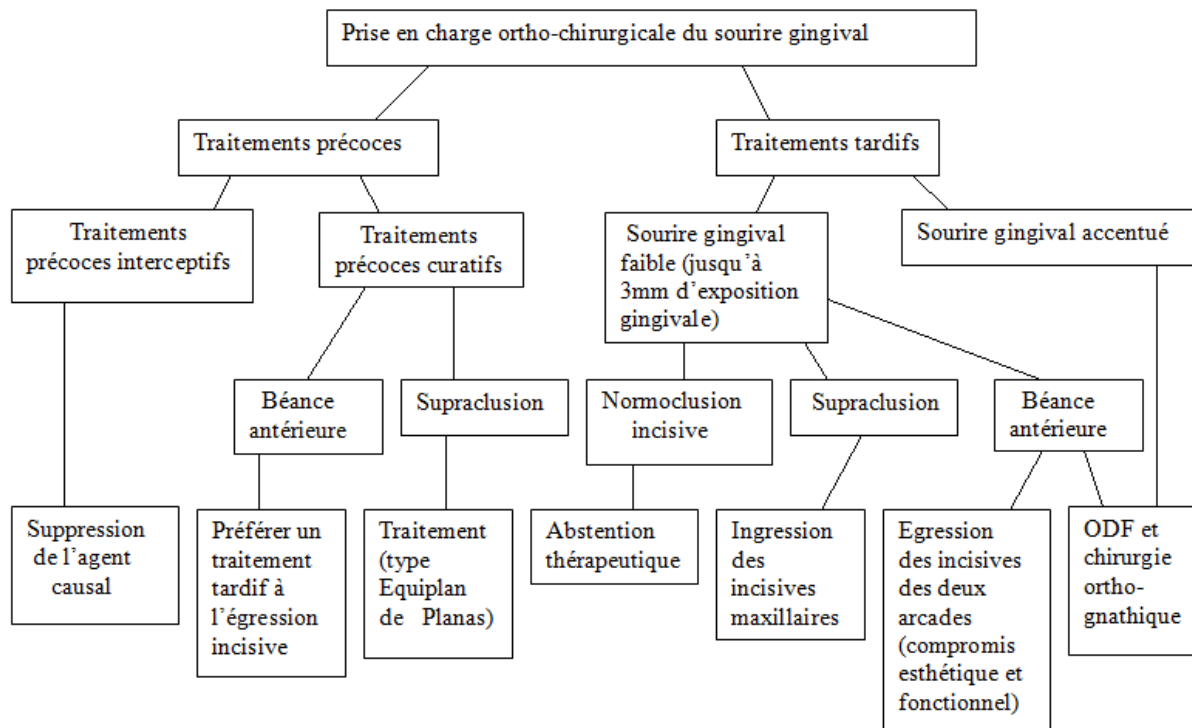 Prise en charge ortho-chirurgicale du sourire gingival
Traitements précoces
Traitements tardifs
Traitements
précoces interceptifs
Traitements
précoces curatifs
Sourire gingival
faible (jusqu'à
3mm d'exposition
gingivale)
Sourire gingival accentué
Béance
antérieure
Supraclusion
Normoclusion
incisive
Supraclusion
Béance
antérieure
Suppression
de l'agent
causal
Préférer un
traitement
tardif à
l'égression
incisive
Traitement
(type
Equiplan
de Planas)
Abstention
thérapeutique
Ingression
des
incisives
maxillaires
Egression
des incisives
des deux
arcades
(compromis
esthétique et
fonctionnel)
ODF et
chirurgie
ortho-
gnathique